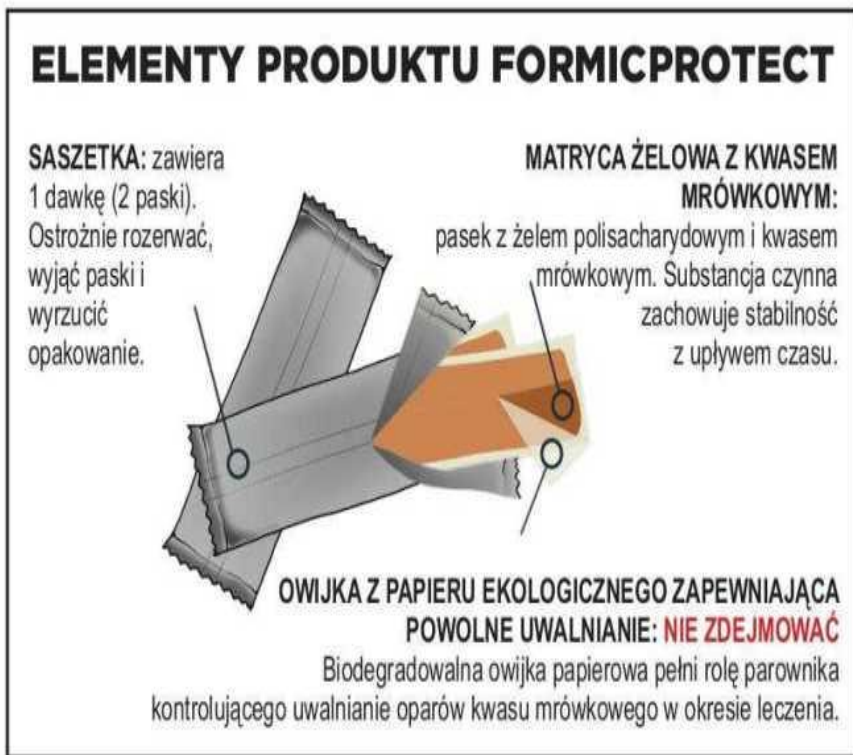 ELEMENTY PRODUKTU FORMICPROTECT
SASZETKA: zawiera
1 dawkę (2 paski).
Ostrożnie rozerwać,
wyjąć paski i
wyrzucić
opakowanie.
MATRYCA ŻELOWA Z KWASEM
MRÓWKOWYM:
pasek z żelem polisacharydowym i kwasem
mrówkowym. Substancja czynna
zachowuje stabilność
z upływem czasu.
OWIJKA Z PAPIERU EKOLOGICZNEGO ZAPEWNIAJĄCA
POWOLNE UWALNIANIE: NIE ZDEJMOWAĆ
Biodegradowalna owijka papierowa pełni rolę parownika
kontrolującego uwalnianie oparów kwasu mrówkowego w okresie leczenia.